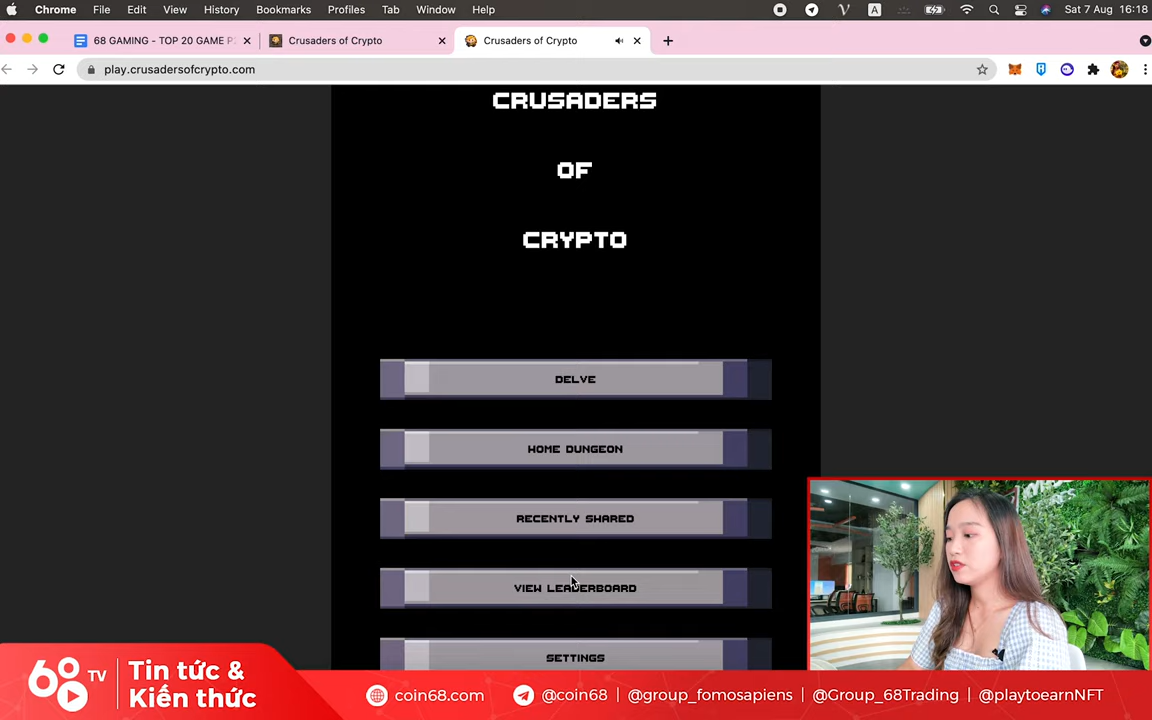 Chrome File Edit View History Bookmarks Profiles Tab Window Help
A
Sat 7 Aug 16:18
68 GAMING - TOP 20 GAME P
Crusaders of Crypto
Crusaders of Crypto
play.crusadersofcrypto.com
CRUSADERS
OF
CRYPTO
DELVE
HOME DUNGEON
RECENTLY SHARED
VIEW LEADERBOARD
SETTINGS
68 TV
Tin tức &
Kiến thức
coin68.com
@coin68 | @group_fomosapiens | @Group_68Trading | @playtoearnNFT